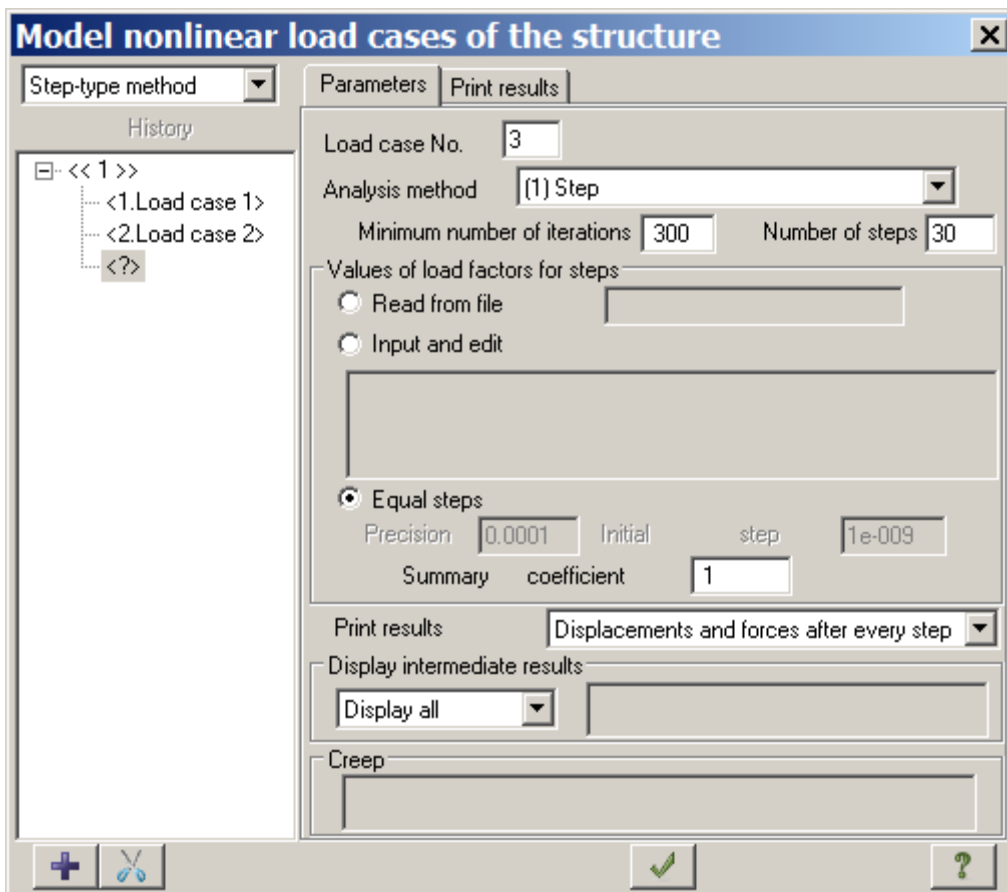 Model nonlinear load cases of the structure
Step-type method
History
<< 1 >>
<1.Load case 1>
<2.Load case 2>
<?>
Parameters Print results
Load case No. 3
Analysis method (1) Step
Minimum number of iterations 300 Number of steps 30
Values of load factors for steps
Read from file
Input and edit
Equal steps
Precision 0.0001 Initial step 1e-009
Summary coefficient 1
Print results Displacements and forces after every step
Display intermediate results
Display all
Creep